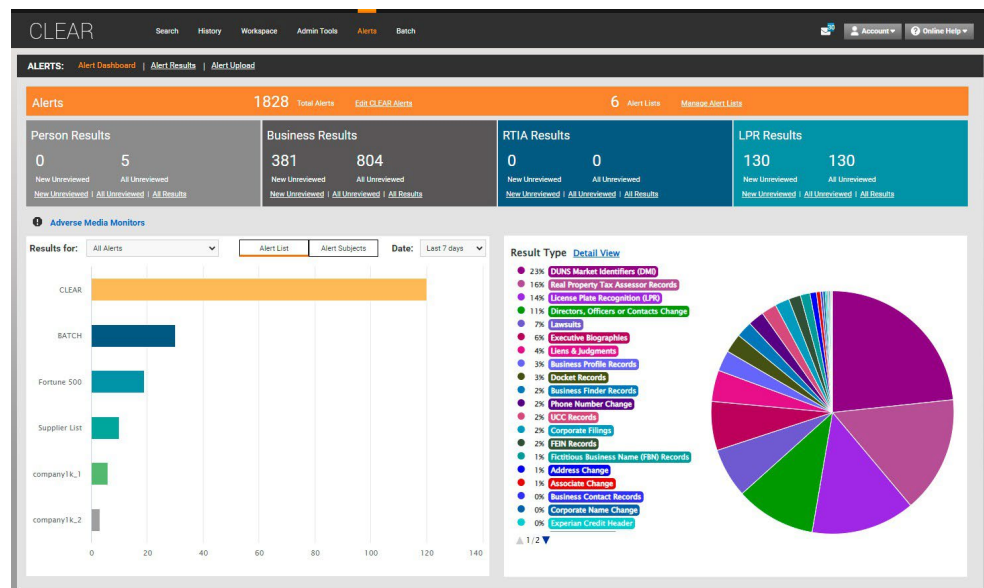 CLEAR Search History Workspace Admin Tools Alerts Batch Account Online Help
ALERTS: Alert Dashboard | Alert Results | Alert Upload
Alerts 1828 Total Alerts Edit CLEAR Alerts 6 Alert Lists Manage Alert Lists
Person Results Business Results RTIA Results LPR Results
0 5 381 804 0 0 130 130
New Unreviewed All Unreviewed New Unreviewed All Unreviewed New Unreviewed All Unreviewed New Unreviewed All Unreviewed
New Unreviewed | All Unreviewed | All Results New Unreviewed | All Unreviewed | All Results New Unreviewed | All Unreviewed | All Results New Unreviewed | All Unreviewed | All Results
Adverse Media Monitors
Results for: All Alerts Alert List Alert Subjects Date: Last 7 days
CLEAR
BATCH
Fortune 500
Supplier List
company1k_1
company1k_2
0 20 40 60 80 100 120 140
Result Type Detail View
23% DUNS Market Identifiers (DMI)
16% Real Property Tax Assessor Records
14% License Plate Recognition (LPR)
11% Directors, Officers or Contacts Change
7% Lawsuits
6% Executive Biographies
4% Liens & Judgments
3% Business Profile Records
3% Docket Records
2% Business Finder Records
2% Phone Number Change
2% UCC Records
2% Corporate Filings
2% FEIN Records
1% Fictitious Business Name (FBN) Records
1% Address Change
1% Associate Change
0% Business Contact Records
0% Corporate Name Change
0% Experian Credit Header
1/2